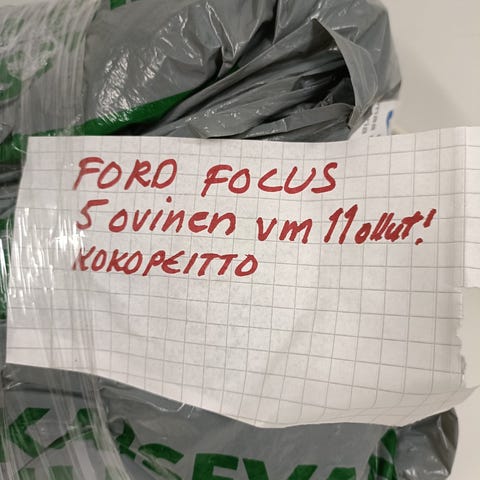 FORD FOCUS
5 ovinen vm 11 ollut!
KOKOPEITTO